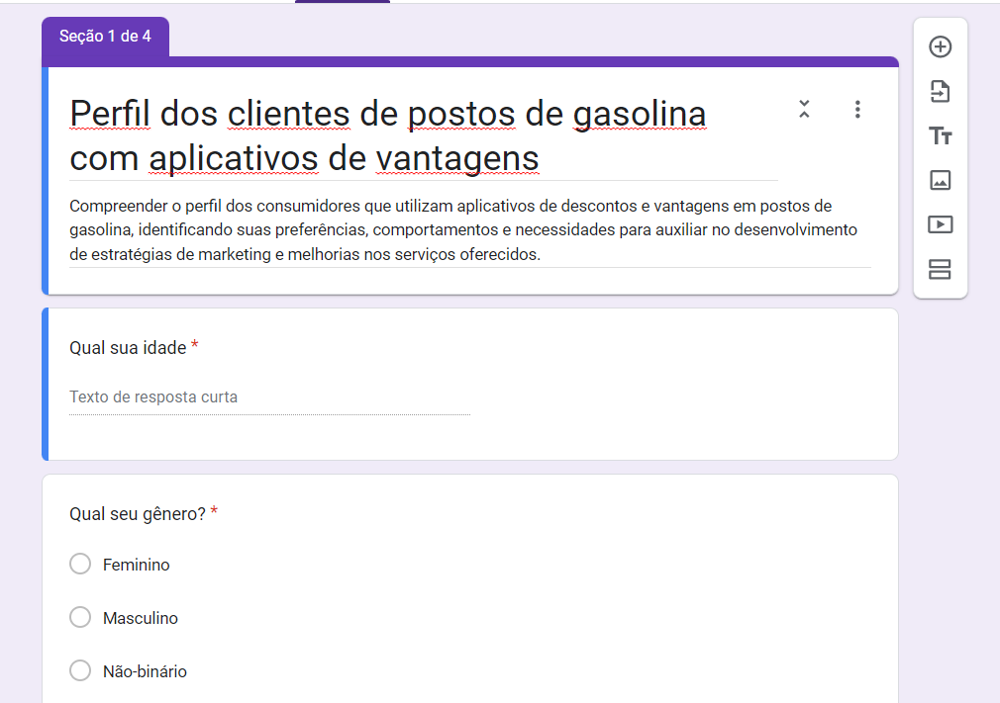 Seção 1 de 4
Perfil dos clientes de postos de gasolina
com aplicativos de vantagens
Compreender o perfil dos consumidores que utilizam aplicativos de descontos e vantagens em postos de
gasolina, identificando suas preferências, comportamentos e necessidades para auxiliar no desenvolvimento
de estratégias de marketing e melhorias nos serviços oferecidos.
Qual sua idade *
Texto de resposta curta
Qual seu gênero? *
Feminino
Masculino
Não-binário